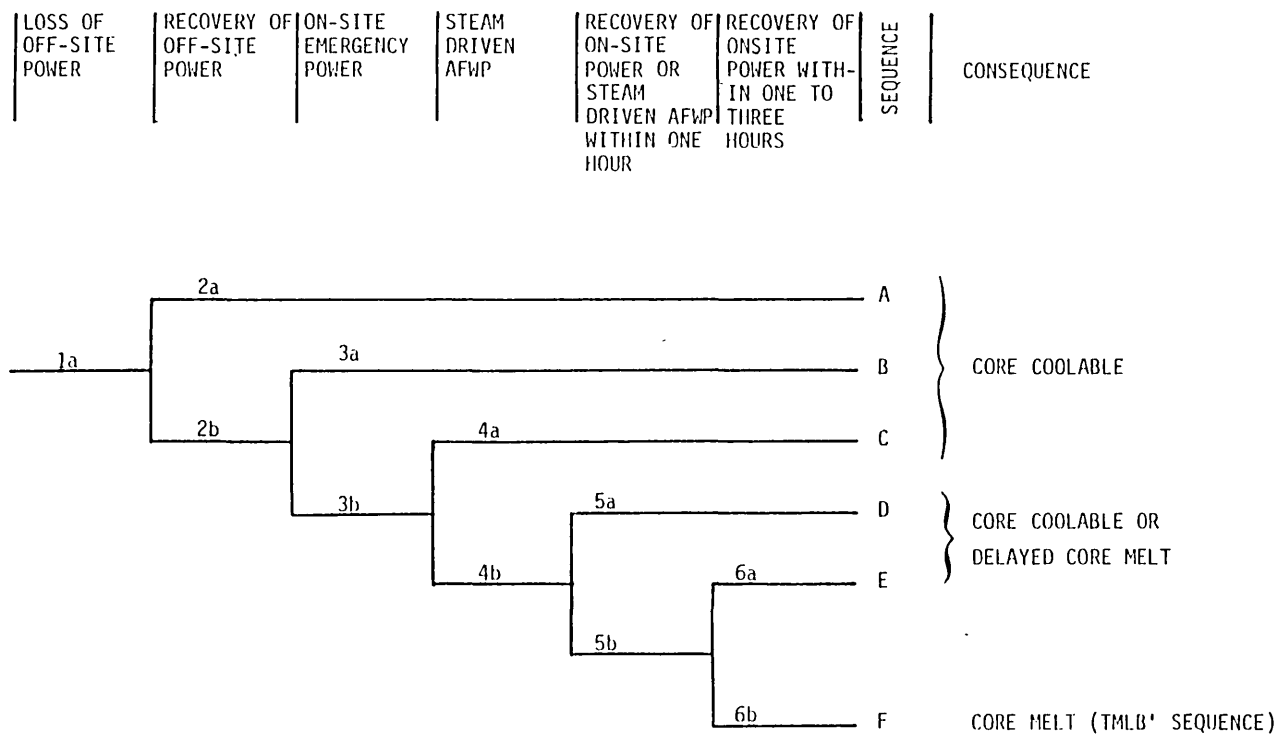 LOSS OF
OFF-SITE
POWER
RECOVERY OF
OFF-SITE
POWER
ON-SITE
EMERGENCY
POWER
STEAM
DRIVEN
AFWP
RECOVERY OF
ON-SITE
POWER OR
STEAM
DRIVEN AFWP
WITHIN ONE
HOUR
RECOVERY OF
ONSITE
POWER WITH-
IN ONE TO
THREE
HOURS
SEQUENCE
CONSEQUENCE
2a
A
1a
3a
B
CORE COOLABLE
2b
4a
C
3b
5a
D
CORE COOLABLE OR
DELAYED CORE MELT
4b
6a
E
5b
6b
F
CORE MELT (TMLB' SEQUENCE)